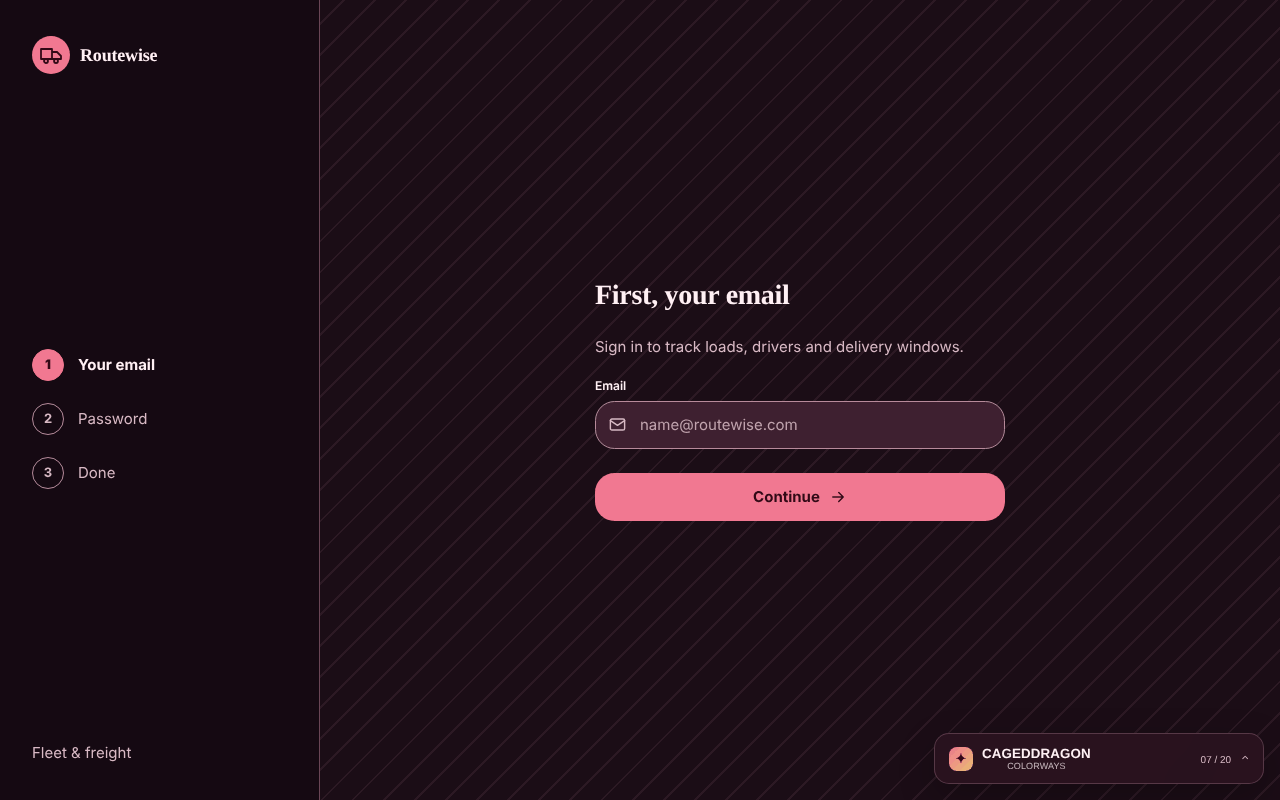 Routewise
1 Your email
2 Password
3 Done
Fleet & freight
First, your email
Sign in to track loads, drivers and delivery windows.
Email
name@routewise.com
Continue
CAGEDDRAGON
COLORWAYS
07 / 20